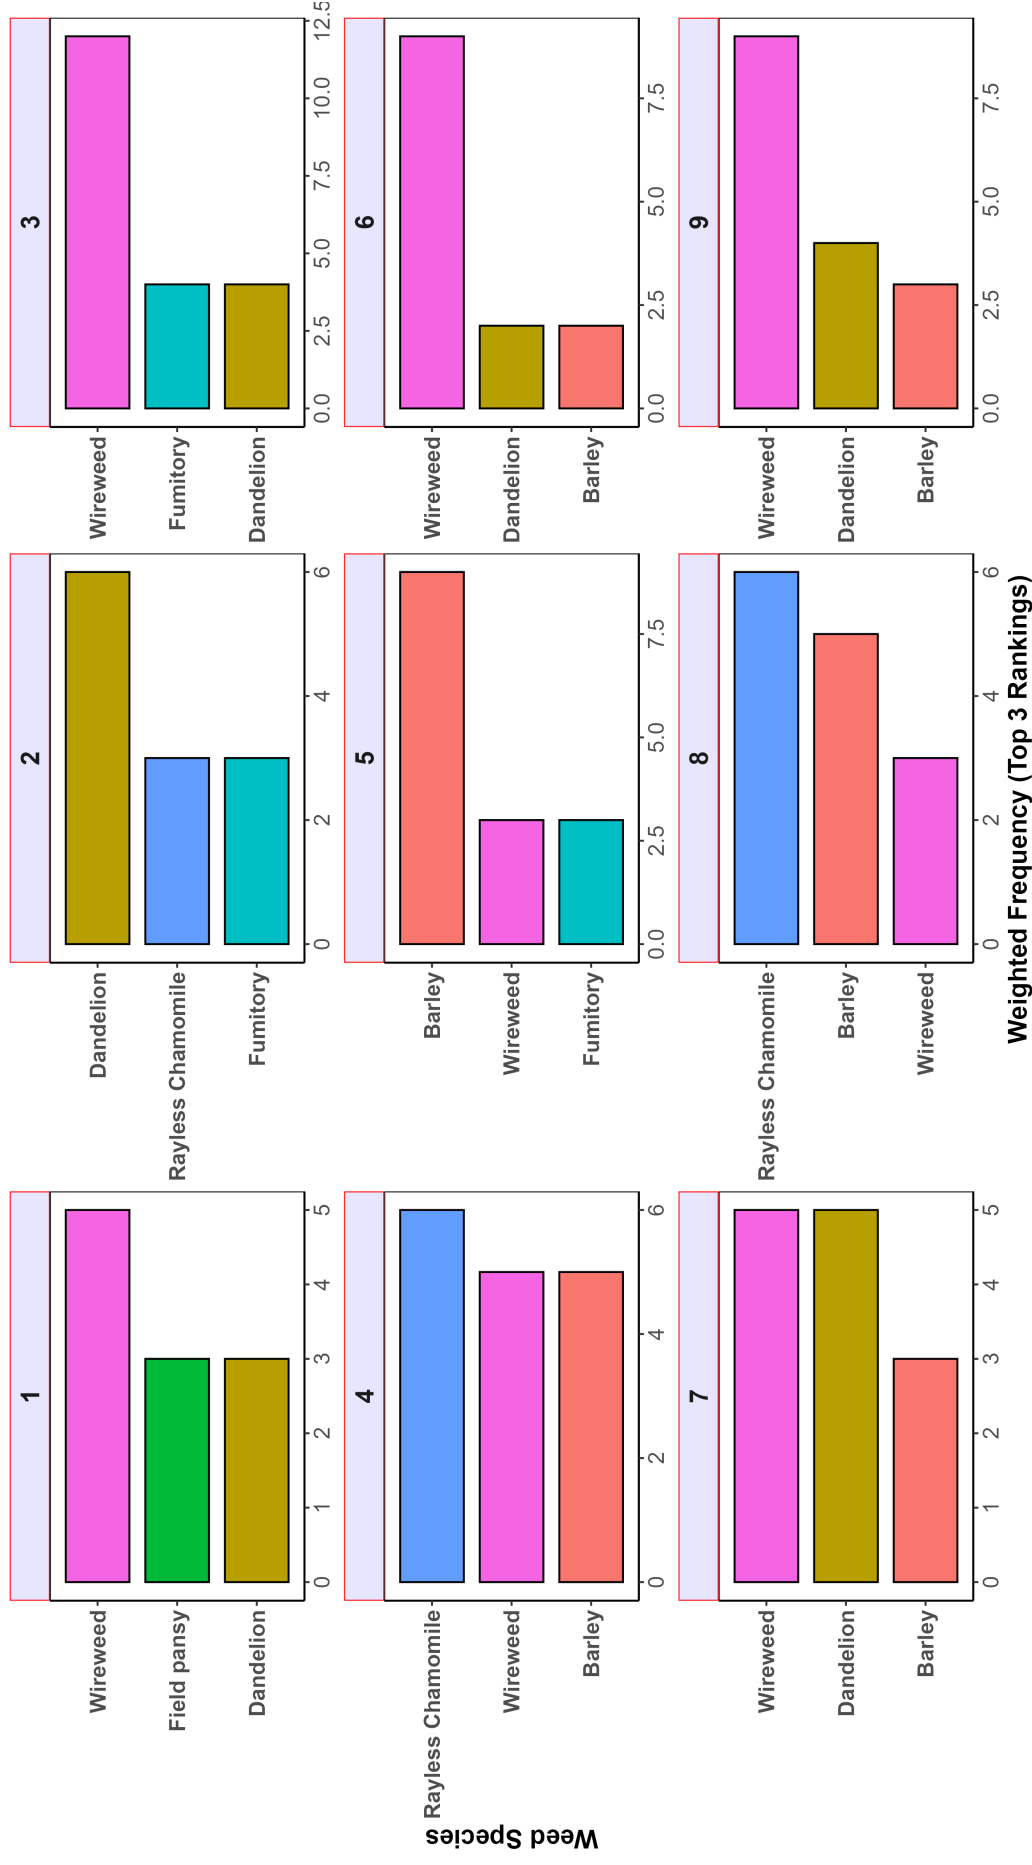 1
Wireweed
Field pansy
Dandelion
0 1 2 3 4 5
2
Dandelion
Rayless Chamomile
Fumitory
0 2 4 6
3
Wireweed
Fumitory
Dandelion
0.0 2.5 5.0 7.5 10.0 12.5
4
Rayless Chamomile
Wireweed
Barley
0 2 4 6
5
Barley
Wireweed
Fumitory
0.0 2.5 5.0 7.5
6
Wireweed
Dandelion
Barley
0.0 2.5 5.0 7.5
7
Wireweed
Dandelion
Barley
0 1 2 3 4 5
8
Rayless Chamomile
Barley
Wireweed
0 2 4 6
9
Wireweed
Dandelion
Barley
0.0 2.5 5.0 7.5
Weed Species
Weighted Frequency (Top 3 Rankings)